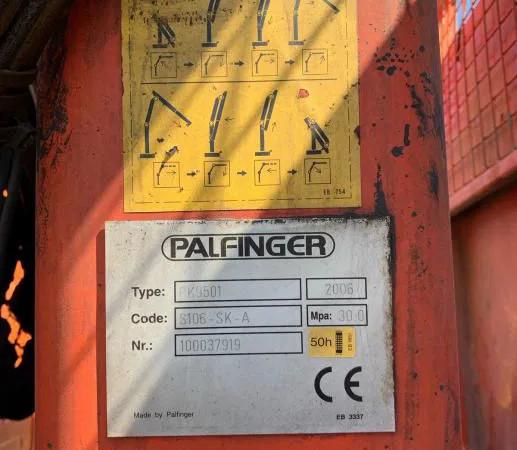 EB 754
PALFINGER
Type: PK9501 2006
Code: S106-SK-A Mpa: 30.0
Nr.: 100037919 50h
CE
Made by Palfinger EB 3337